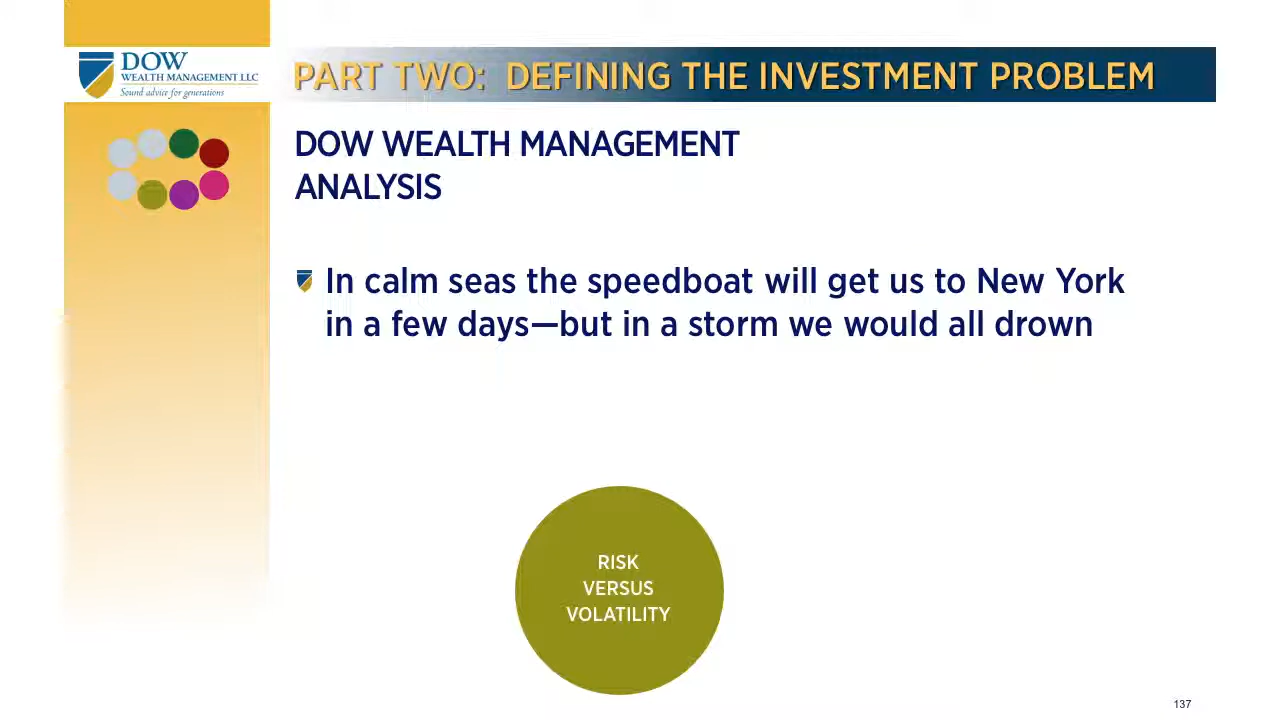 DOW
WEALTH MANAGEMENT LLC
Sound advice for generations
PART TWO: DEFINING THE INVESTMENT PROBLEM
DOW WEALTH MANAGEMENT
ANALYSIS
In calm seas the speedboat will get us to New York
in a few days—but in a storm we would all drown
RISK
VERSUS
VOLATILITY
137